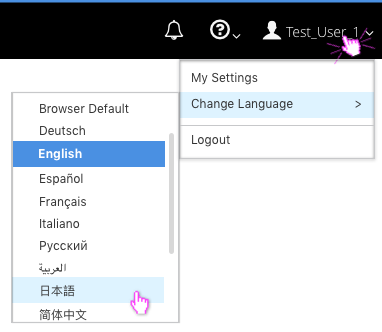 Test_User_1
My Settings
Change Language >
Logout
Browser Default
Deutsch
English
Español
Français
Italiano
Русский
العربية
日本語
简体中文